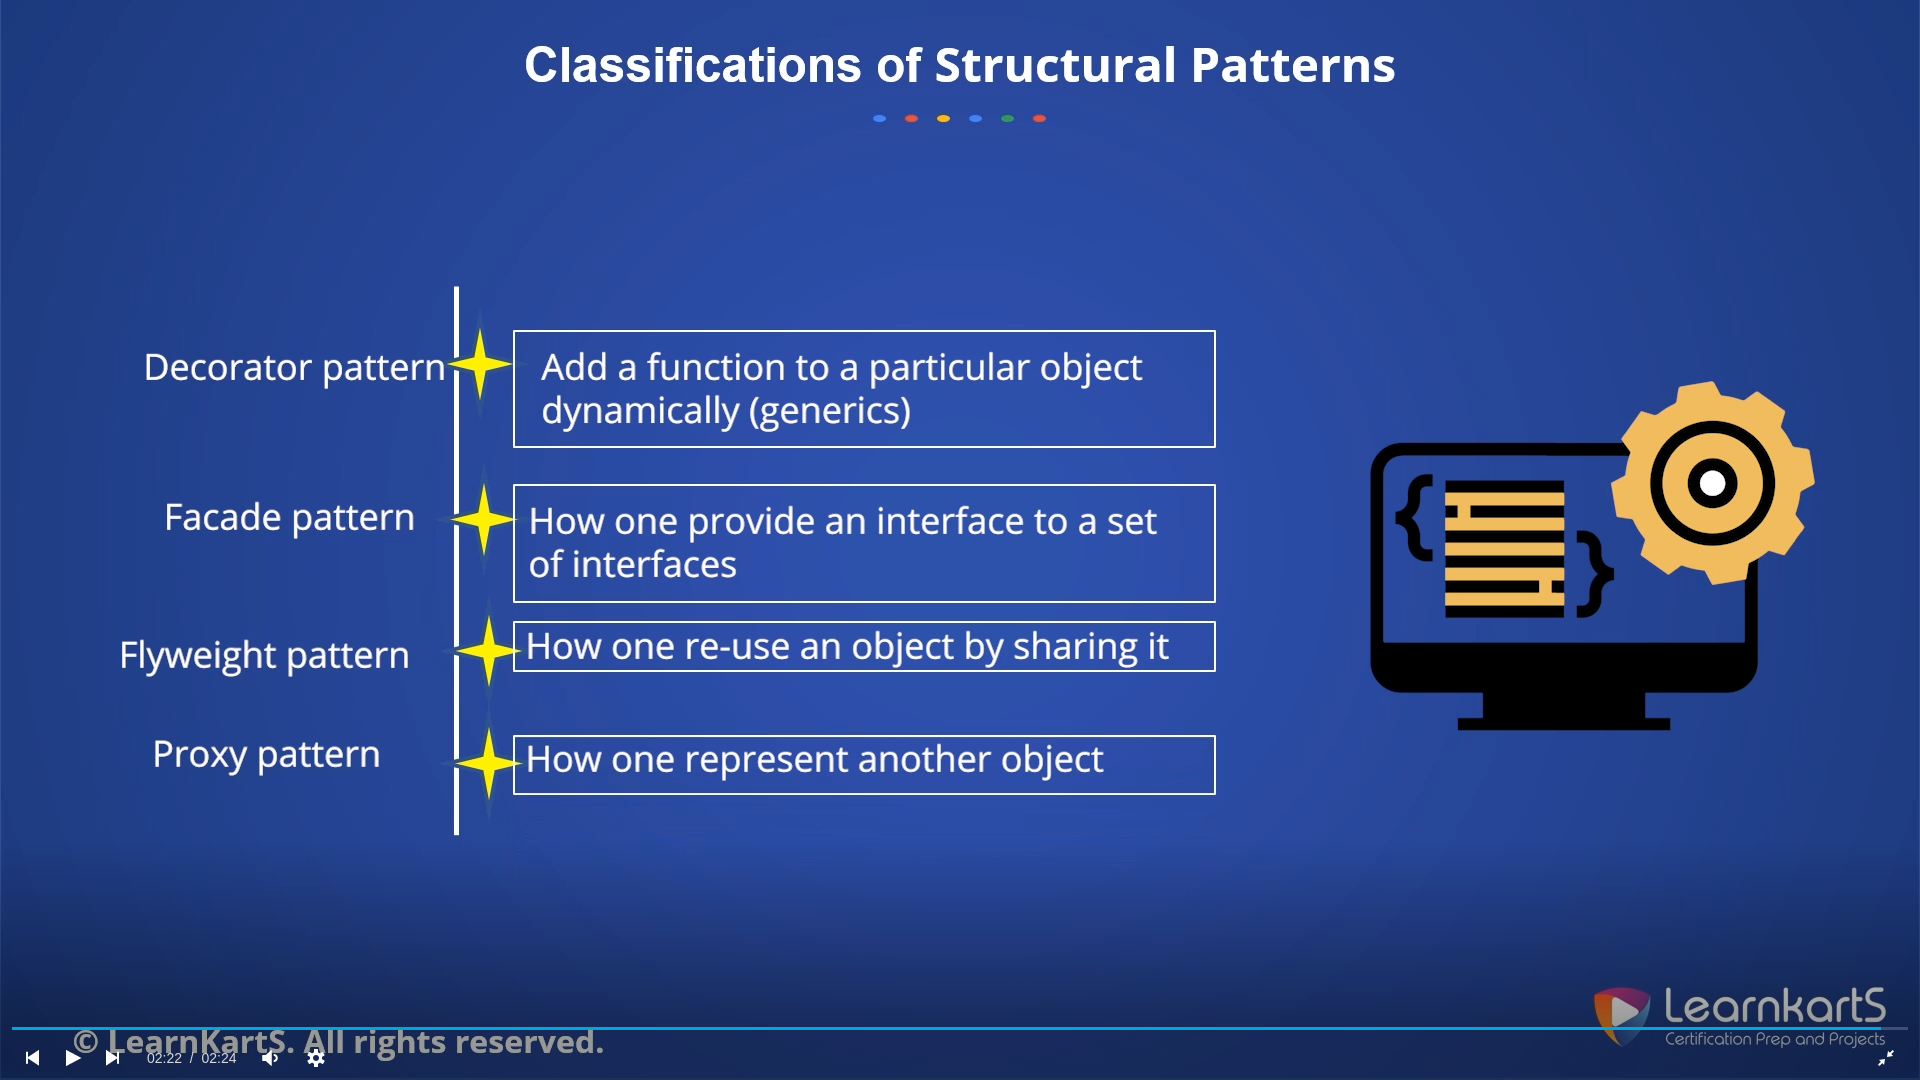 Classifications of Structural Patterns
Decorator pattern
Add a function to a particular object
dynamically (generics)
Facade pattern
How one provide an interface to a set
of interfaces
Flyweight pattern
How one re-use an object by sharing it
Proxy pattern
How one represent another object
LearnkartS
Certification Prep and Projects
© LearnKartS. All rights reserved.
02:22 / 02:24